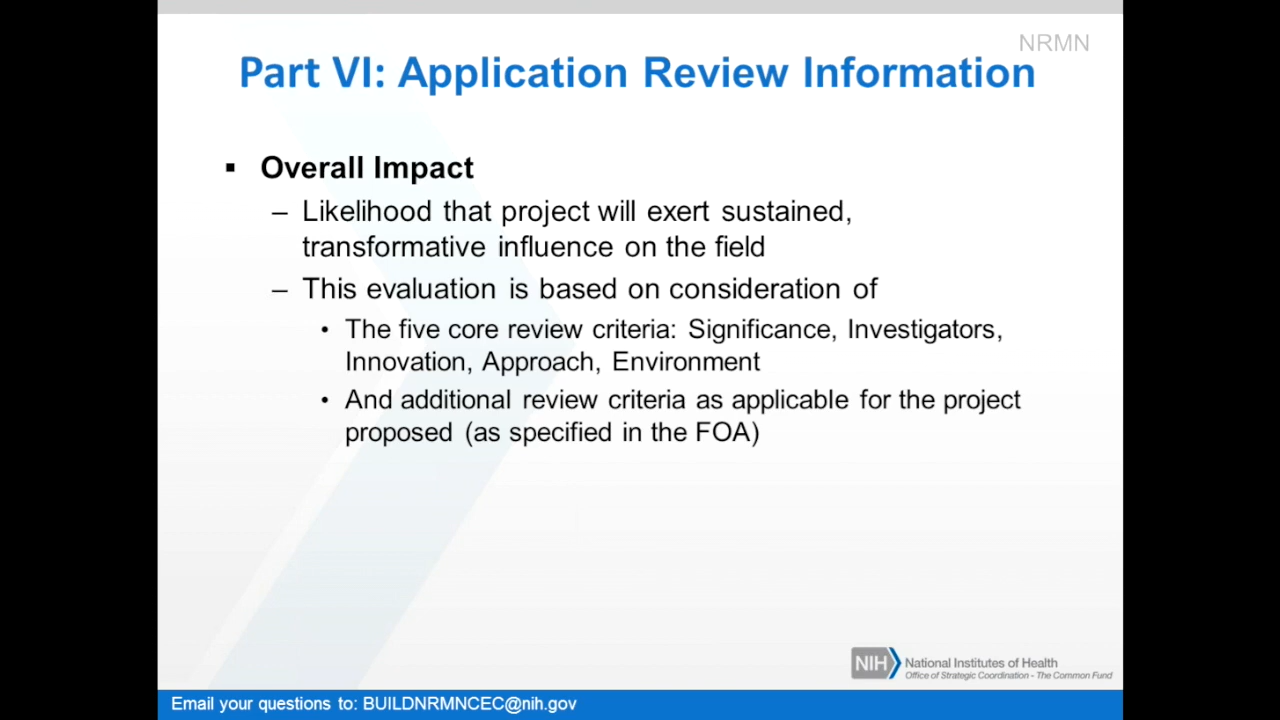 NRMN
Part VI: Application Review Information
▪ Overall Impact
– Likelihood that project will exert sustained,
transformative influence on the field
– This evaluation is based on consideration of
• The five core review criteria: Significance, Investigators,
Innovation, Approach, Environment
• And additional review criteria as applicable for the project
proposed (as specified in the FOA)
NIH National Institutes of Health
Office of Strategic Coordination - The Common Fund
Email your questions to: BUILDNRMNCEC@nih.gov